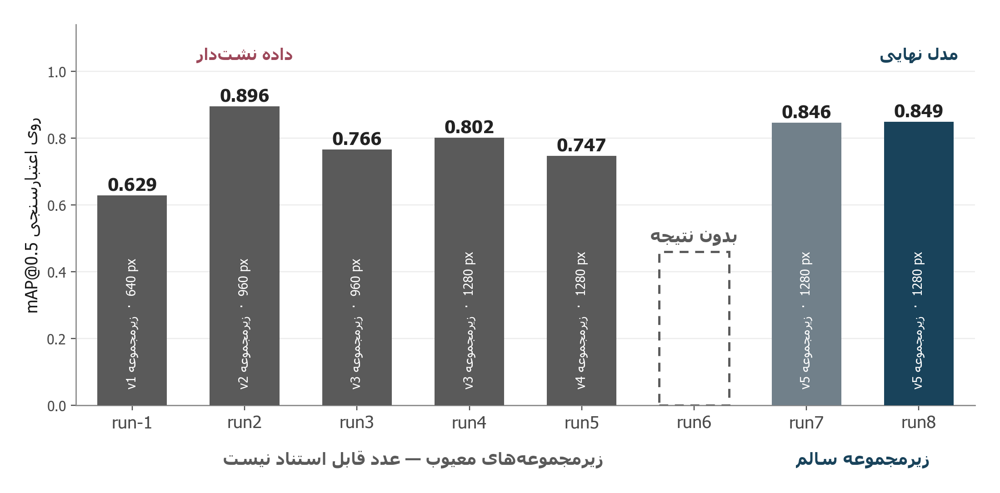 داده نشت‌دار
مدل نهایی
mAP@0.5 روی اعتبارسنجی
1.0
0.8
0.6
0.4
0.2
0.0
0.629
0.896
0.766
0.802
0.747
بدون نتیجه
0.846
0.849
زیرمجموعه v1 · 640 px
زیرمجموعه v2 · 960 px
زیرمجموعه v3 · 960 px
زیرمجموعه v3 · 1280 px
زیرمجموعه v4 · 1280 px
زیرمجموعه v5 · 1280 px
زیرمجموعه v5 · 1280 px
run-1
run2
run3
run4
run5
run6
run7
run8
زیرمجموعه‌های معیوب — عدد قابل استناد نیست
زیرمجموعه سالم